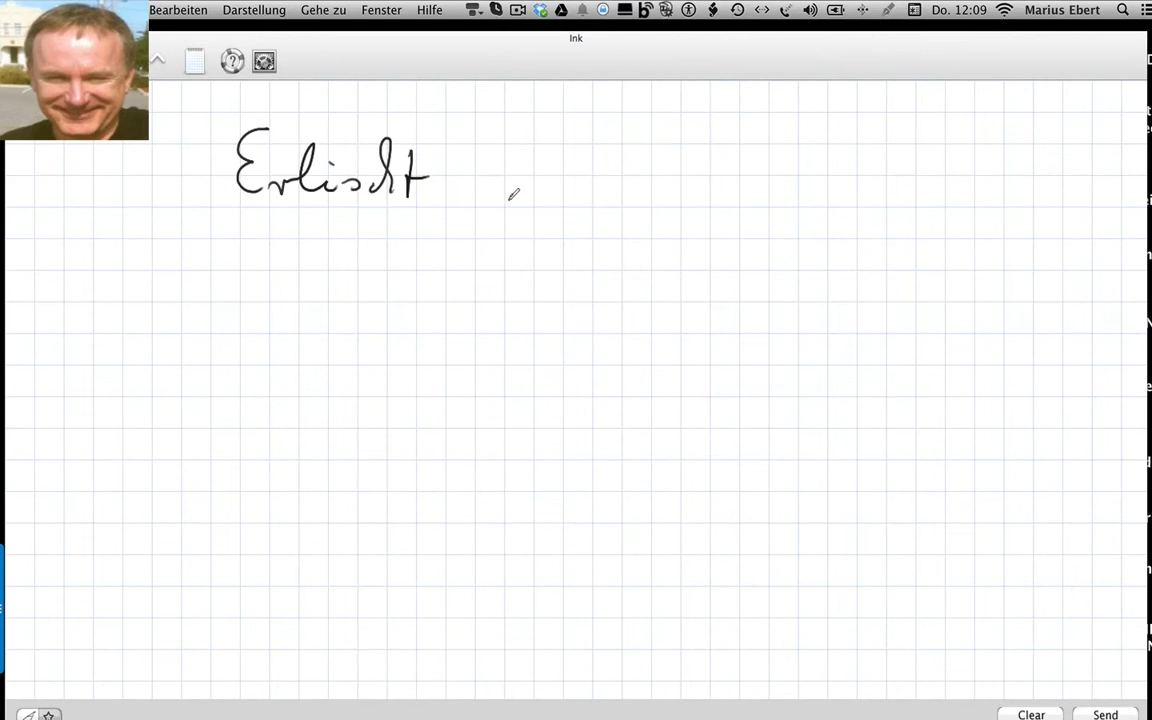 Bearbeiten Darstellung Gehe zu Fenster Hilfe Do. 12:09 Marius Ebert
Ink
Erlischt
Clear Send